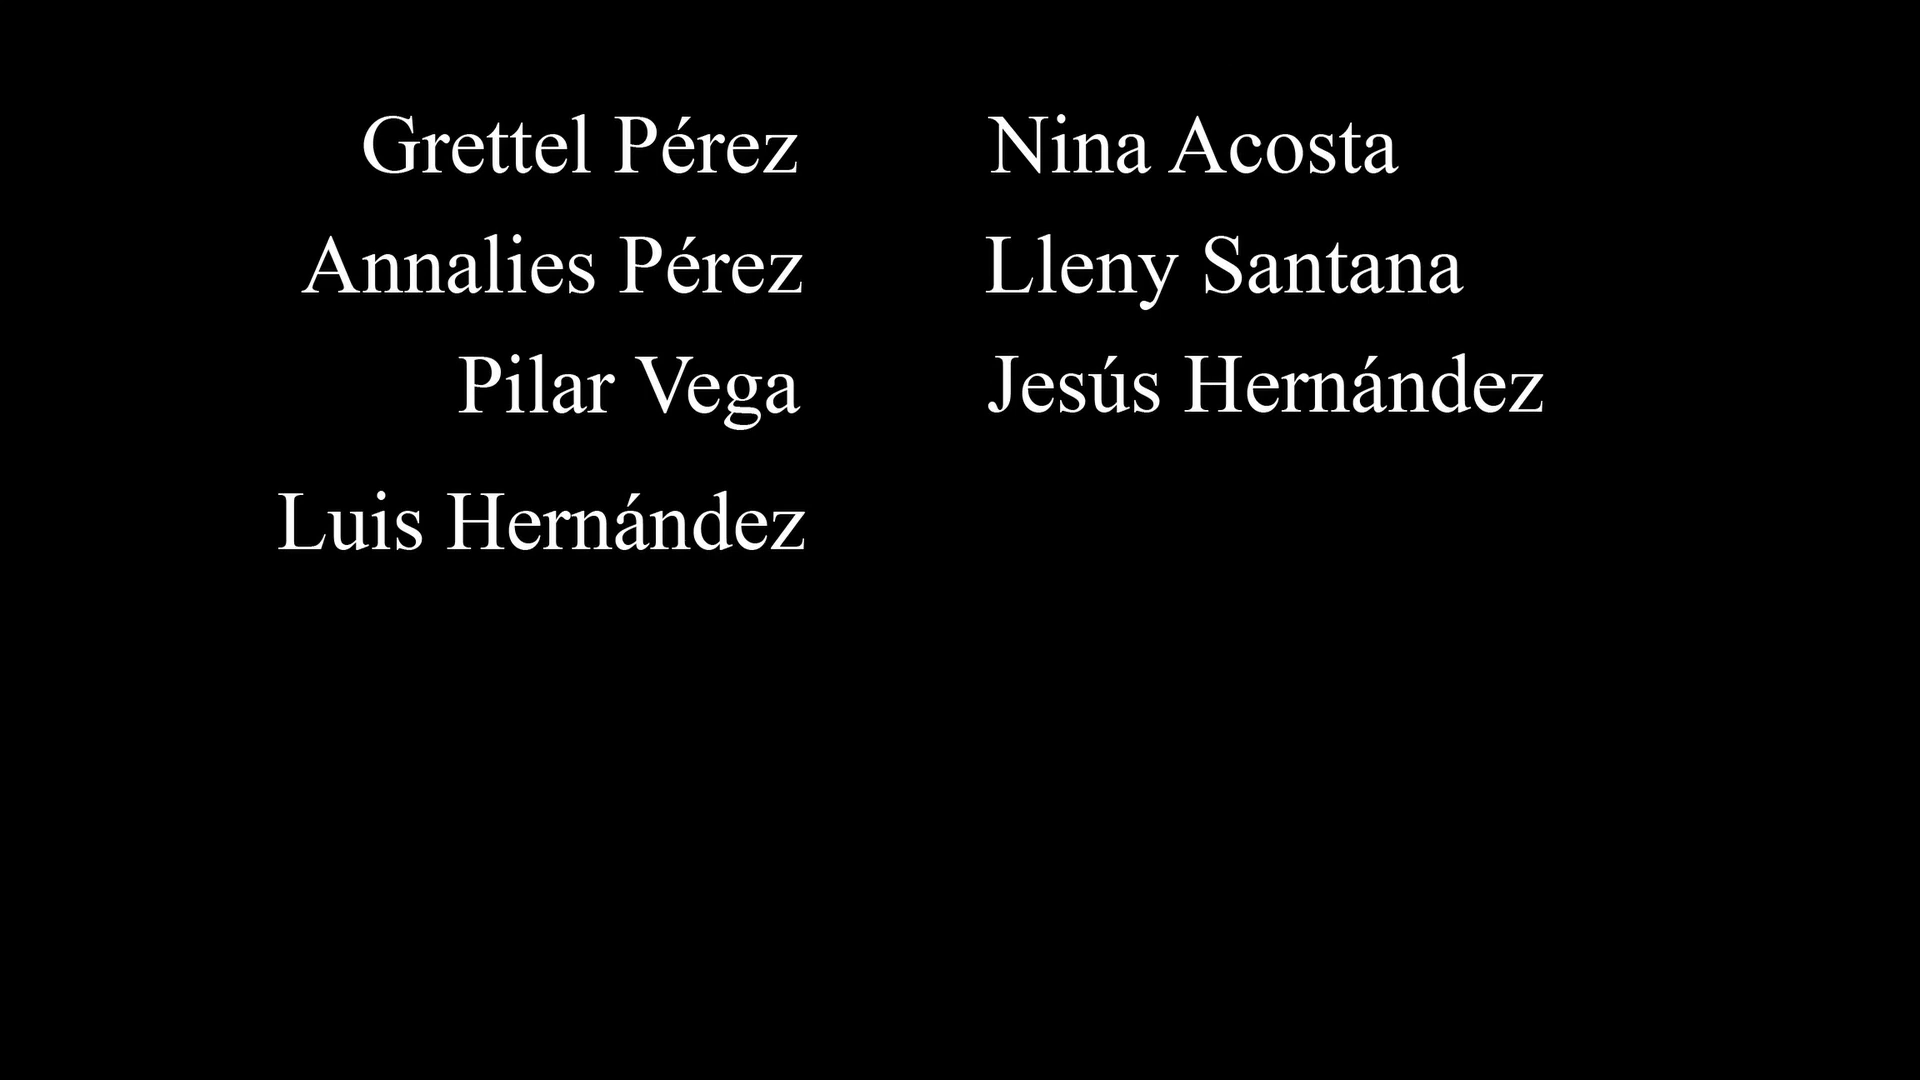 Grettel Pérez Nina Acosta
Annalies Pérez Lleny Santana
Pilar Vega Jesús Hernández
Luis Hernández